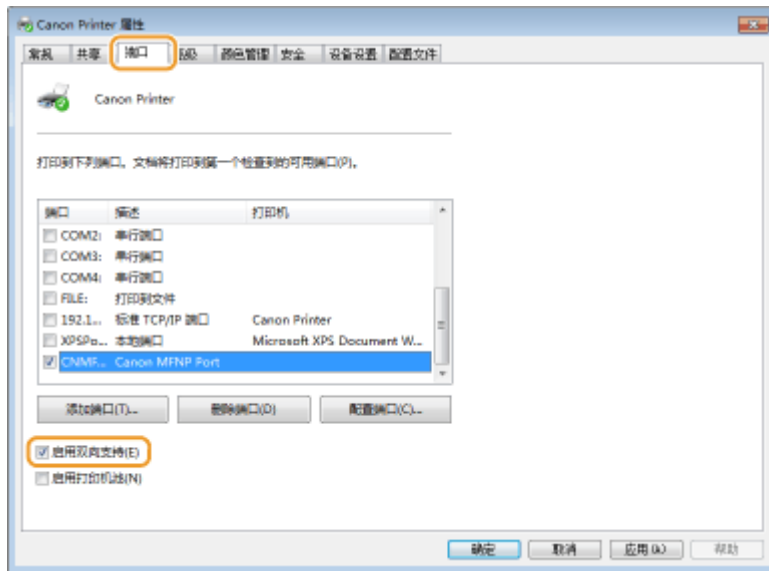 Canon Printer 属性
常规 共享 端口 高级 颜色管理 安全 设备设置 配置文件
Canon Printer
打印到下列端口。文档将打印到第一个检查到的可用端口(P)。
端口 描述 打印机
COM2: 串行端口
COM3: 串行端口
COM4: 串行端口
FILE: 打印到文件
192.1... 标准 TCP/IP 端口 Canon Printer
XPSPo... 本地端口 Microsoft XPS Document W...
CNMF... Canon MFNP Port
添加端口(T)... 删除端口(D) 配置端口(C)...
启用双向支持(E)
启用打印机池(N)
确定 取消 应用(A) 帮助